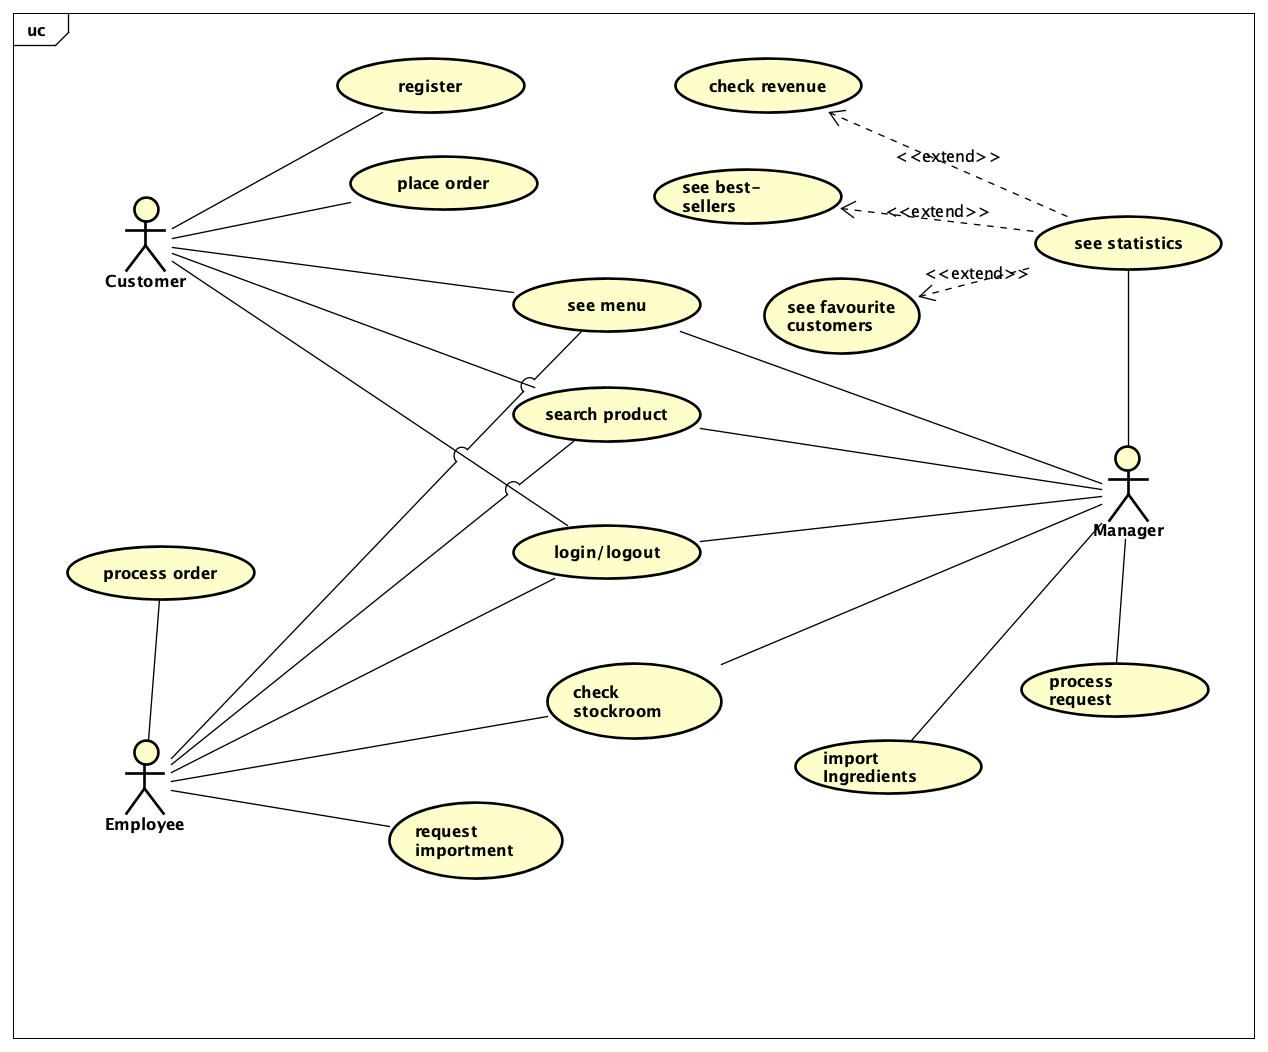 uc
register
check revenue
<<extend>>
place order
see best-
sellers
<<extend>>
see statistics
Customer
<<extend>>
see menu
see favourite
customers
search product
Manager
login/logout
process order
check
stockroom
process
request
import
Ingredients
Employee
request
importment